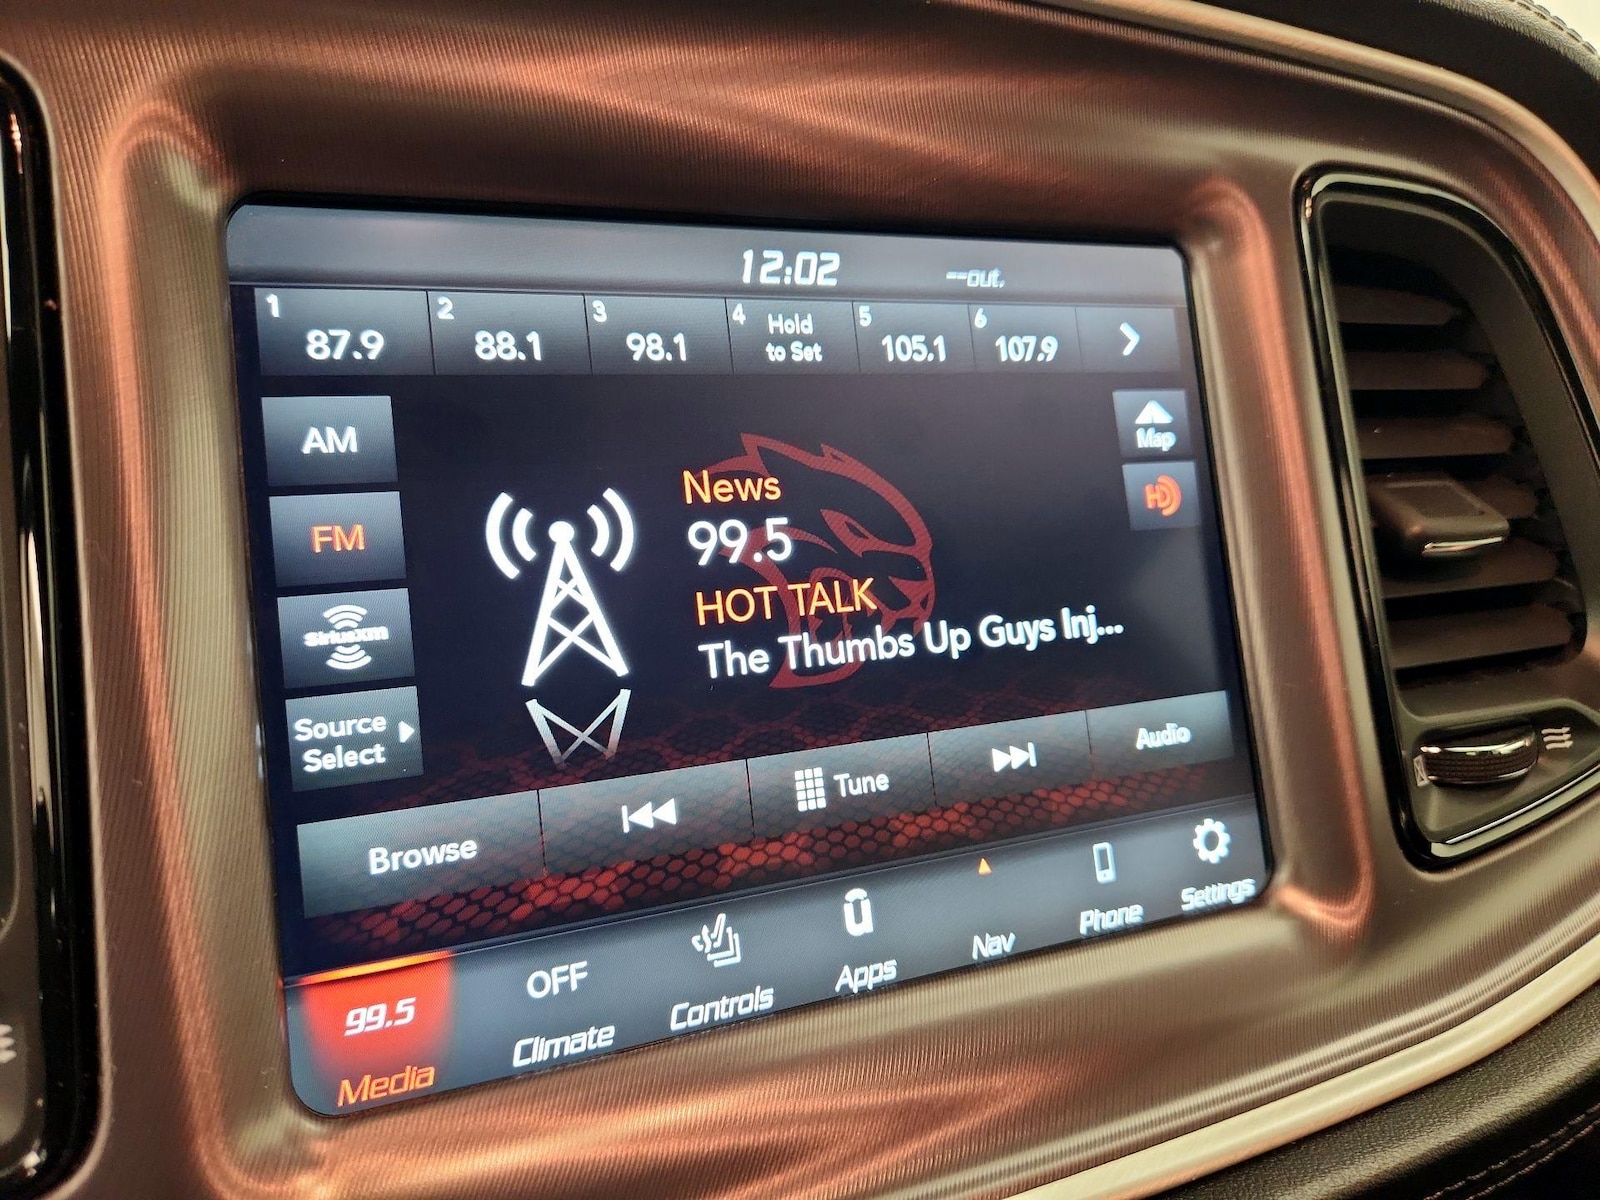 12:02
--out.
1
87.9
2
88.1
3
98.1
4
Hold
to Set
5
105.1
6
107.9
AM
FM
SiriusXM
Source
Select
News
99.5
HOT TALK
The Thumbs Up Guys Inj...
Map
HD
Browse
Tune
Audio
99.5
Media
OFF
Climate
Controls
Apps
Nav
Phone
Settings